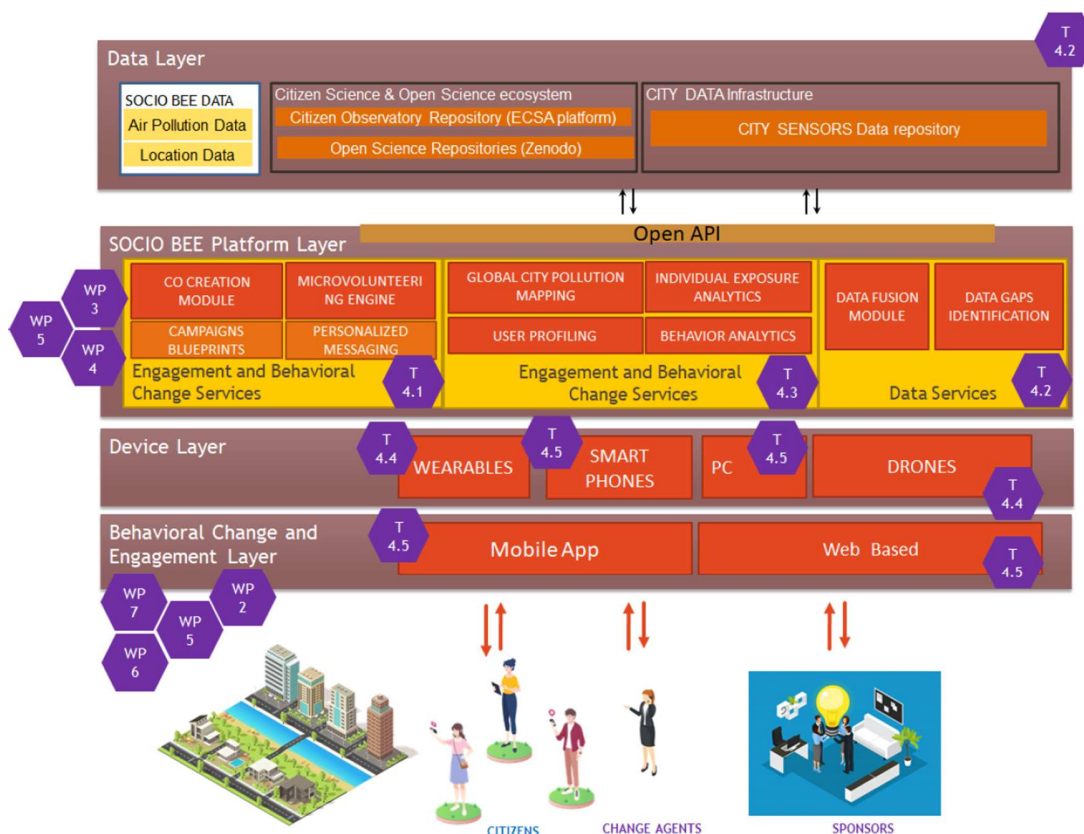 T
4.2
Data Layer
SOCIO BEE DATA
Air Pollution Data
Location Data
Citizen Science & Open Science ecosystem
Citizen Observatory Repository (ECSA platform)
Open Science Repositories (Zenodo)
CITY DATA Infrastructure
CITY SENSORS Data repository
Open API
SOCIO BEE Platform Layer
WP
3
WP
5
WP
4
CO CREATION
MODULE
MICROVOLUNTEERI
NG ENGINE
CAMPAIGNS
BLUEPRINTS
PERSONALIZED
MESSAGING
Engagement and Behavioral
Change Services
T
4.1
GLOBAL CITY POLLUTION
MAPPING
INDIVIDUAL EXPOSURE
ANALYTICS
USER PROFILING
BEHAVIOR ANALYTICS
Engagement and Behavioral
Change Services
T
4.3
DATA FUSION
MODULE
DATA GAPS
IDENTIFICATION
Data Services
T
4.2
Device Layer
T
4.4
WEARABLES
T
4.5
SMART
PHONES
PC
T
4.5
DRONES
T
4.4
Behavioral Change and
Engagement Layer
T
4.5
Mobile App
Web Based
T
4.5
WP
7
WP
2
WP
5
WP
6
CITIZENS
CHANGE AGENTS
SPONSORS